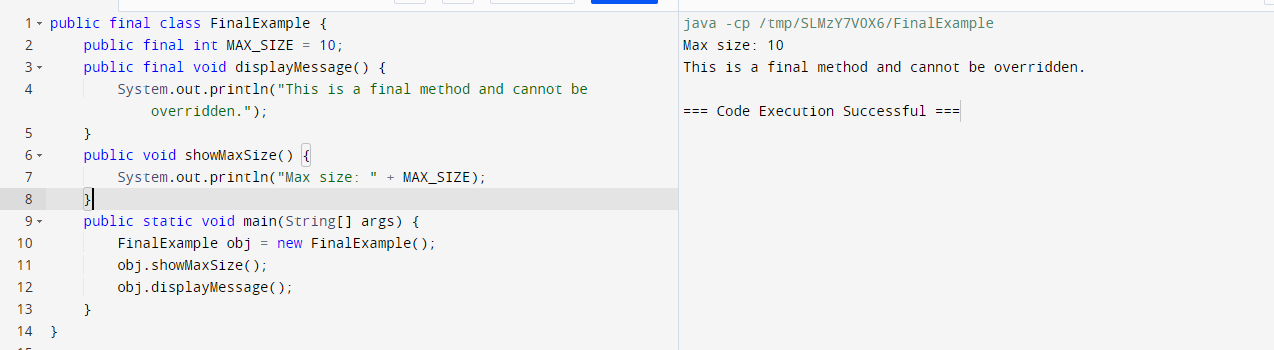 1 public final class FinalExample {
2 public final int MAX_SIZE = 10;
3 public final void displayMessage() {
4 System.out.println("This is a final method and cannot be
overridden.");
5 }
6 public void showMaxSize() {
7 System.out.println("Max size: " + MAX_SIZE);
8 }
9 public static void main(String[] args) {
10 FinalExample obj = new FinalExample();
11 obj.showMaxSize();
12 obj.displayMessage();
13 }
14 }
java -cp /tmp/SLMzY7VOX6/FinalExample
Max size: 10
This is a final method and cannot be overridden.
=== Code Execution Successful ===